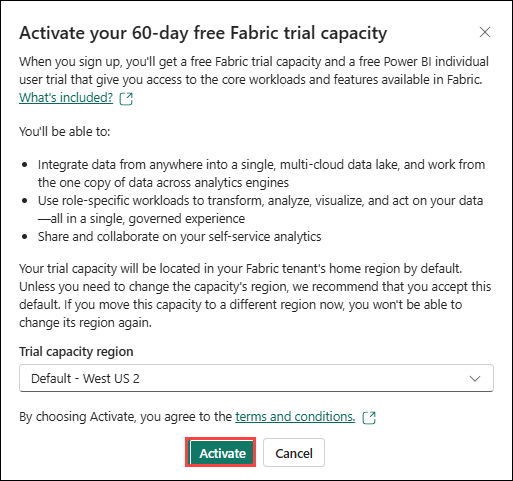 Activate your 60-day free Fabric trial capacity
When you sign up, you'll get a free Fabric trial capacity and a free Power BI individual
user trial that give you access to the core workloads and features available in Fabric.
What's included?
You'll be able to:
• Integrate data from anywhere into a single, multi-cloud data lake, and work from
the one copy of data across analytics engines
• Use role-specific workloads to transform, analyze, visualize, and act on your data
—all in a single, governed experience
• Share and collaborate on your self-service analytics
Your trial capacity will be located in your Fabric tenant's home region by default.
Unless you need to change the capacity's region, we recommend that you accept this
default. If you move this capacity to a different region now, you won't be able to
change its region again.
Trial capacity region
Default - West US 2
By choosing Activate, you agree to the terms and conditions.
Activate Cancel